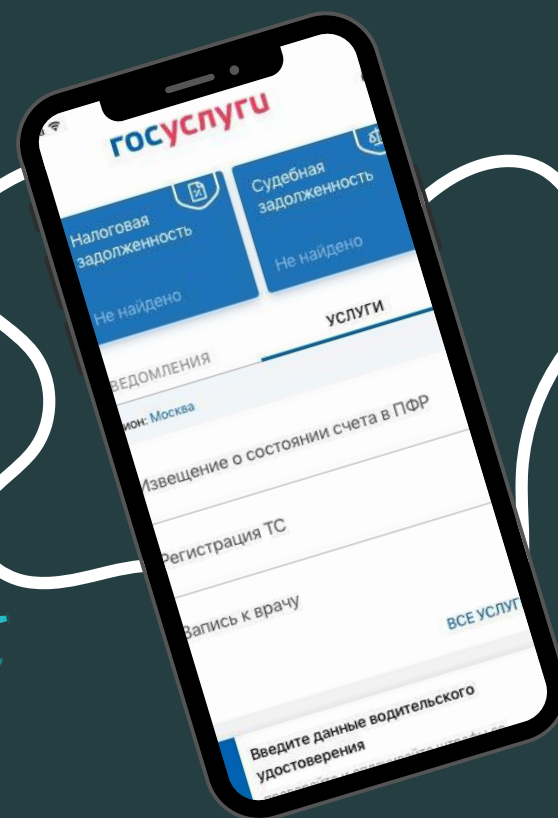 госуслуги
Налоговая
задолженность
Не найдено
Судебная
задолженность
Не найдено
ВЕДОМЛЕНИЯ
УСЛУГИ
ион: Москва
Извещение о состоянии счета в ПФР
Регистрация ТС
Запись к врачу
ВСЕ УСЛУГ
Введите данные водительского
удостоверения